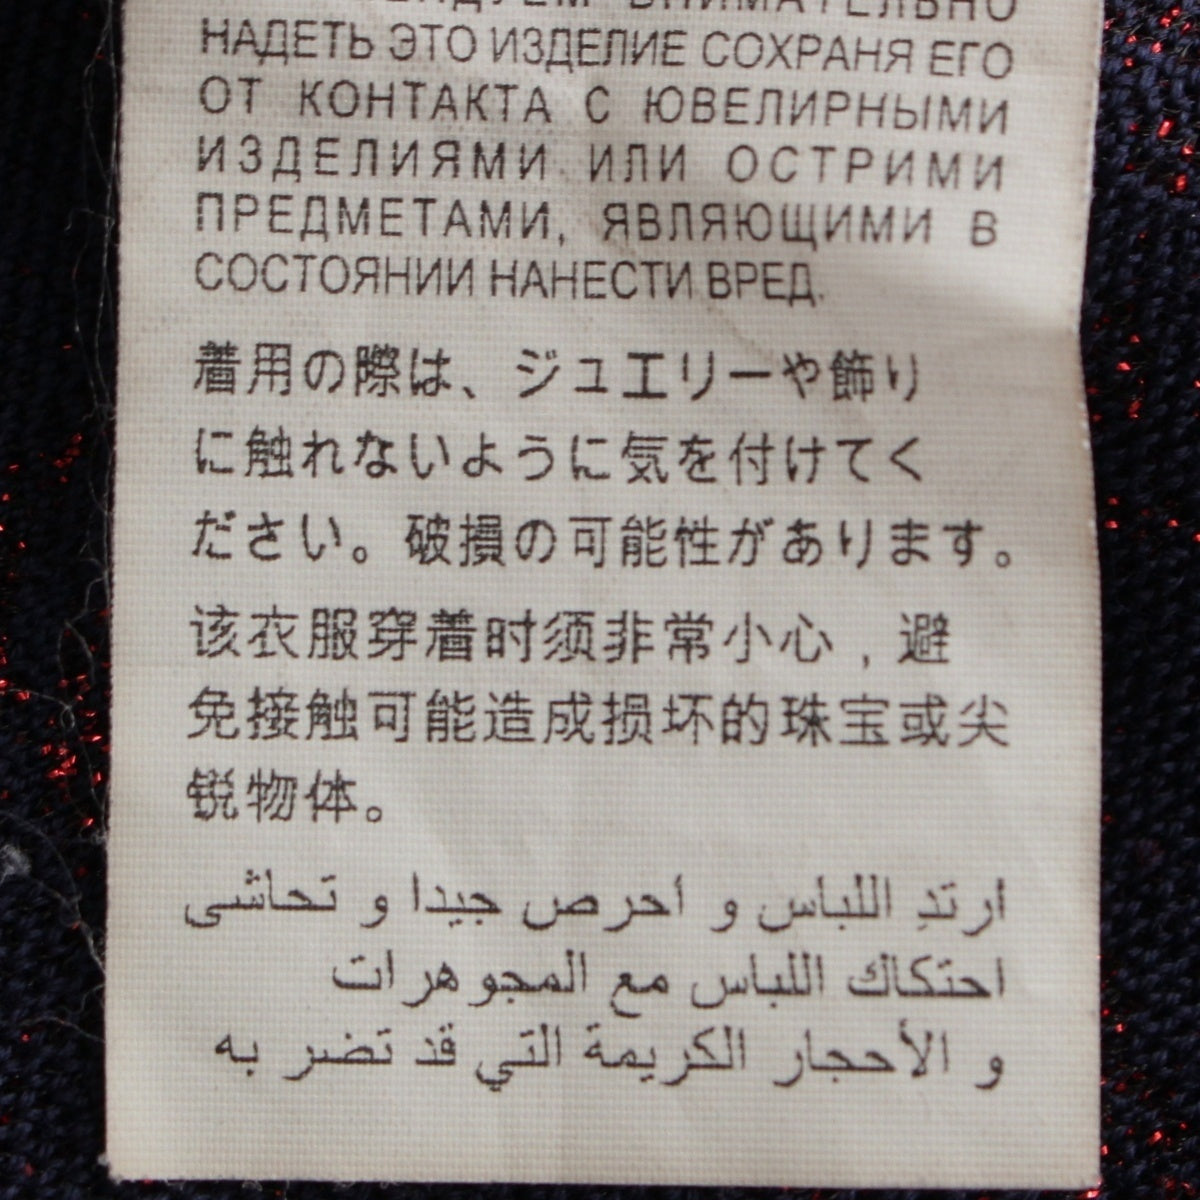 ВНИМАТЕЛЬНО
НАДЕТЬ ЭТО ИЗДЕЛИЕ СОХРАНЯ ЕГО
ОТ КОНТАКТА С ЮВЕЛИРНЫМИ
ИЗДЕЛИЯМИ ИЛИ ОСТРИМИ
ПРЕДМЕТАМИ, ЯВЛЯЮЩИМИ В
СОСТОЯНИИ НАНЕСТИ ВРЕД.
着用の際は、ジュエリーや飾り
に触れないように気を付けてく
ださい。破損の可能性があります。
该衣服穿着时须非常小心，避
免接触可能造成损坏的珠宝或尖
锐物体。
ارتدِ اللباس و احرص جيدا و تحاشى
احتكاك اللباس مع المجوهرات
و الأحجار الكريمة التي قد تضر به